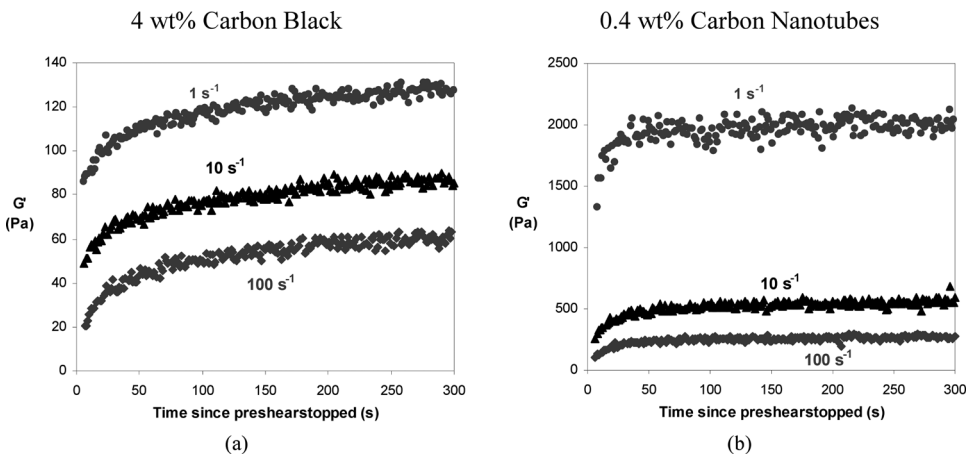 4 wt% Carbon Black
0.4 wt% Carbon Nanotubes
140
120
100
80
60
40
20
0
G'
(Pa)
1 s-1
10 s-1
100 s-1
0 50 100 150 200 250 300
Time since preshearstopped (s)
(a)
2500
2000
1500
1000
500
0
G'
(Pa)
1 s-1
10 s-1
100 s-1
0 50 100 150 200 250 300
Time since preshearstopped (s)
(b)